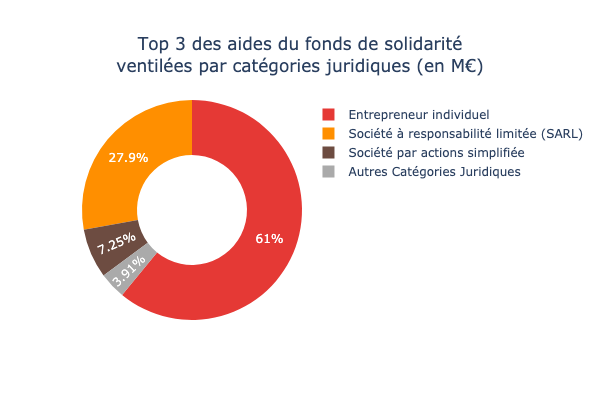 Top 3 des aides du fonds de solidarité
ventilées par catégories juridiques (en M€)
Entrepreneur individuel
Société à responsabilité limitée (SARL)
Société par actions simplifiée
Autres Catégories Juridiques
27.9%
61%
7.25%
3.91%